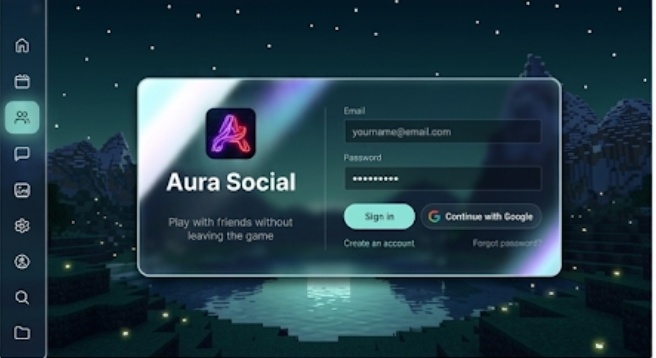 Aura Social
Play with friends without
leaving the game
Email
yourname@email.com
Password
•••••••••
Sign in
Continue with Google
Create an account
Forgot password?